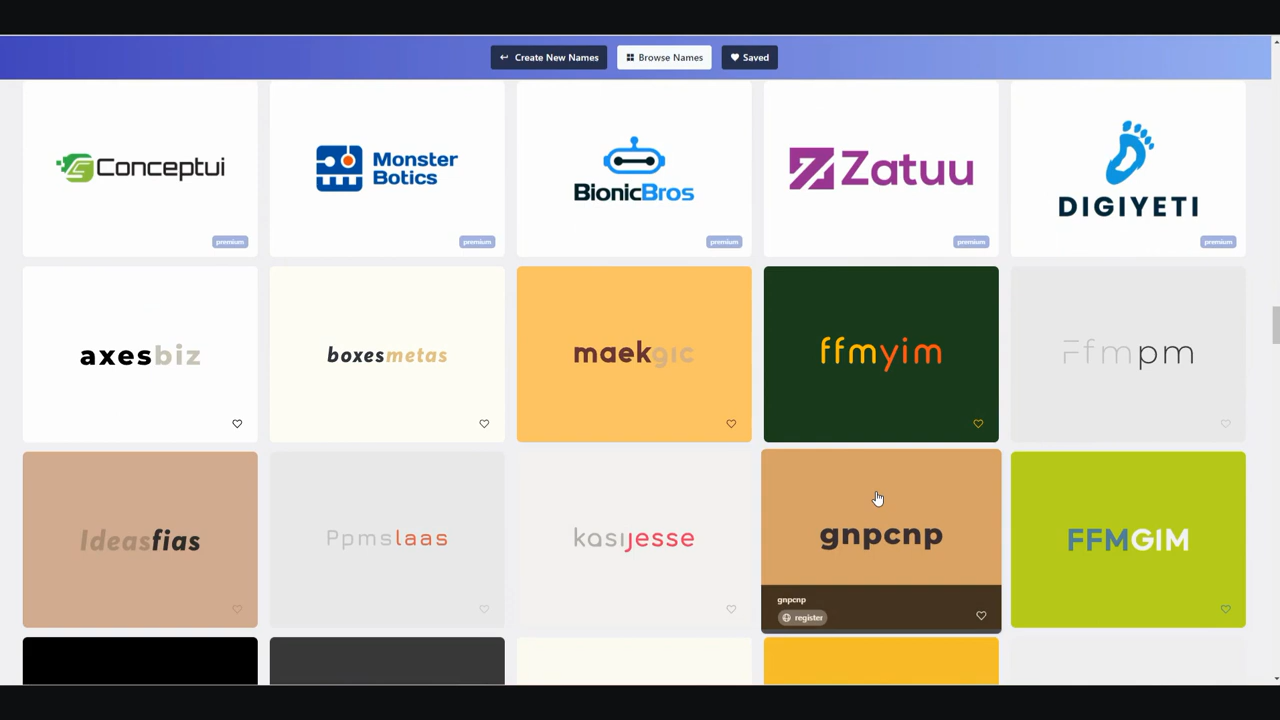 Create New Names
Browse Names
Saved
Conceptui
premium
Monster
Botics
premium
BionicBros
premium
Zatuu
premium
DIGIYETI
premium
axesbiz
boxesmetas
maekgic
ffmyim
Ffmpm
Ideasfias
Ppmslaas
kasijesse
gnpcnp
gnpcnp
register
FFMGIM